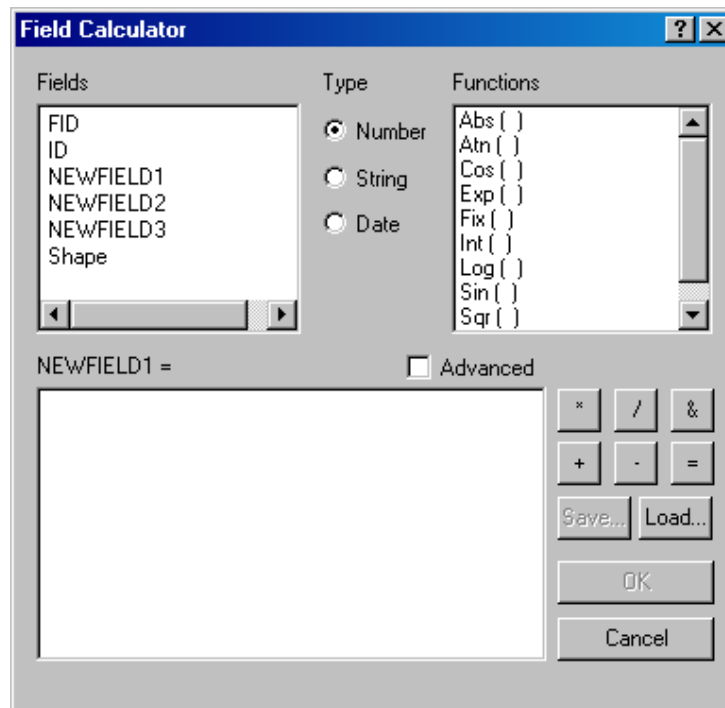 Field Calculator
Fields
Type
Functions
FID
ID
NEWFIELD1
NEWFIELD2
NEWFIELD3
Shape
Number
String
Date
Abs ( )
Atn ( )
Cos ( )
Exp ( )
Fix ( )
Int ( )
Log ( )
Sin ( )
Sqr ( )
NEWFIELD1 =
Advanced
* / &
+ - =
Save... Load...
OK
Cancel